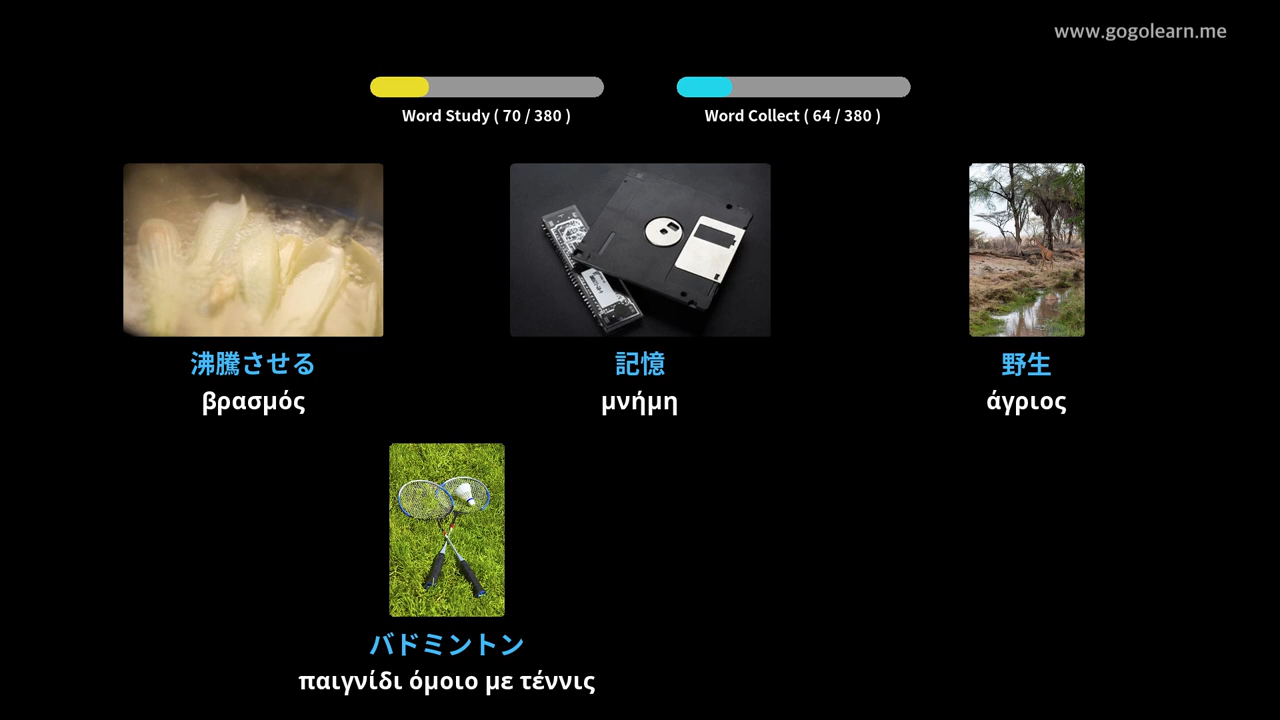 www.gogolearn.me
Word Study ( 70 / 380 )
Word Collect ( 64 / 380 )
沸騰させる
βρασμός
記憶
μνήμη
野生
άγριος
バドミントン
παιγνίδι όμοιο με τέννις